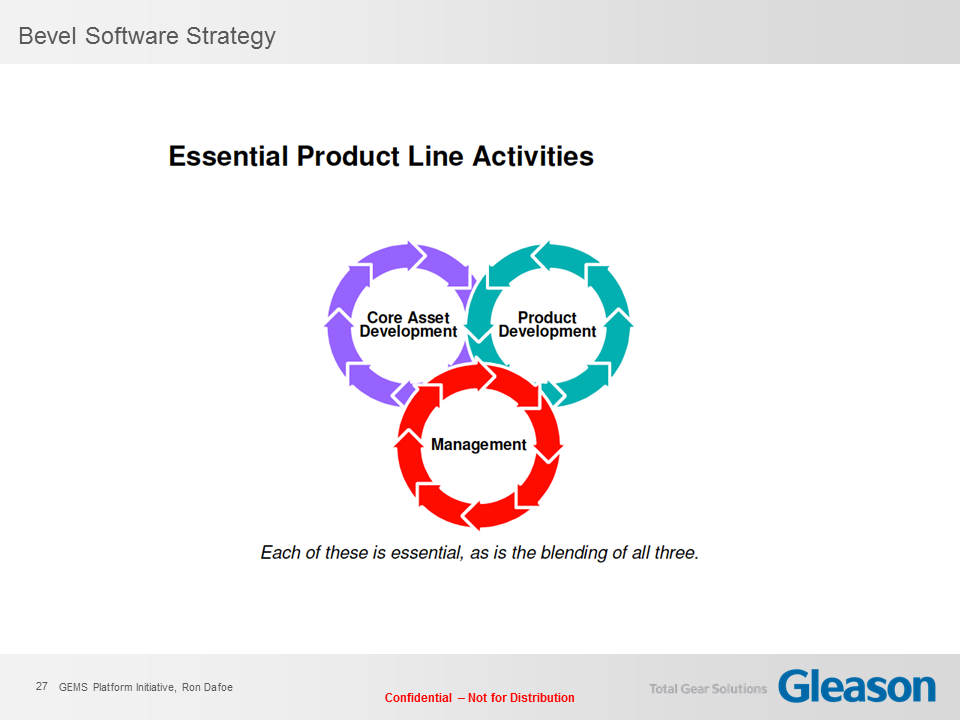 Bevel Software Strategy
Essential Product Line Activities
Core Asset
Development
Product
Development
Management
Each of these is essential, as is the blending of all three.
27 GEMS Platform Initiative, Ron Dafoe
Confidential – Not for Distribution
Total Gear Solutions Gleason